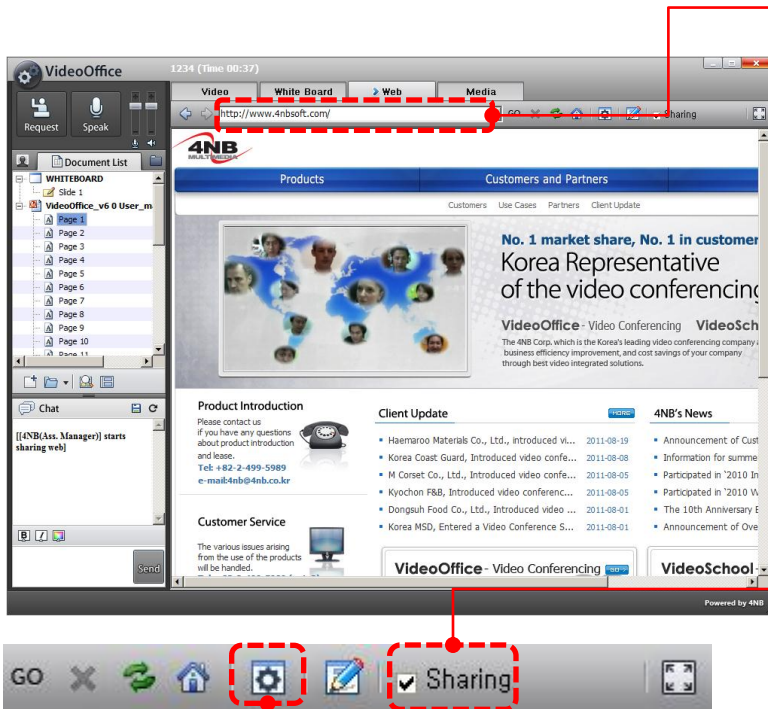 VideoOffice
1234 (Time 00:37)
Video White Board Web Media
http://www.4nbsoft.com/ GO Sharing
Request Speak
Document List
WHITEBOARD
Slide 1
VideoOffice_v6 0 User_m
Page 1
Page 2
Page 3
Page 4
Page 5
Page 6
Page 7
Page 8
Page 9
Page 10
Page 11
Chat
[[4NB(Ass. Manager)] starts
sharing web]
B I
Send
4NB
MULTIMEDIA
Products Customers and Partners
Customers Use Cases Partners Client Update
No. 1 market share, No. 1 in customer
Korea Representative
of the video conferencing
VideoOffice - Video Conferencing VideoSch
The 4NB Corp. which is the Korea's leading video conferencing company
business efficiency improvement, and cost savings of your company
through best video integrated solutions.
Product Introduction
Please contact us
if you have any questions
about product introduction
and lease.
Tel: +82-2-499-5989
e-mail:4nb@4nb.co.kr
Customer Service
The various issues arising
from the use of the products
will be handled.
Client Update MORE
Haemaroo Materials Co., Ltd., introduced vi... 2011-08-19
Korea Coast Guard, Introduced video confe... 2011-08-08
M Corset Co., Ltd., Introduced video confe... 2011-08-05
Kyochon F&B, Introduced video conferenc... 2011-08-05
Dongsuh Food Co., Ltd., Introduced video ... 2011-08-01
Korea MSD, Entered a Video Conference S... 2011-08-01
4NB's News
Announcement of Cust
Information for summe
Participated in '2010 In
Participated in '2010 W
The 10th Anniversary E
Announcement of Ove
VideoOffice - Video Conferencing GO VideoSchool -
Powered by 4NB
GO Sharing